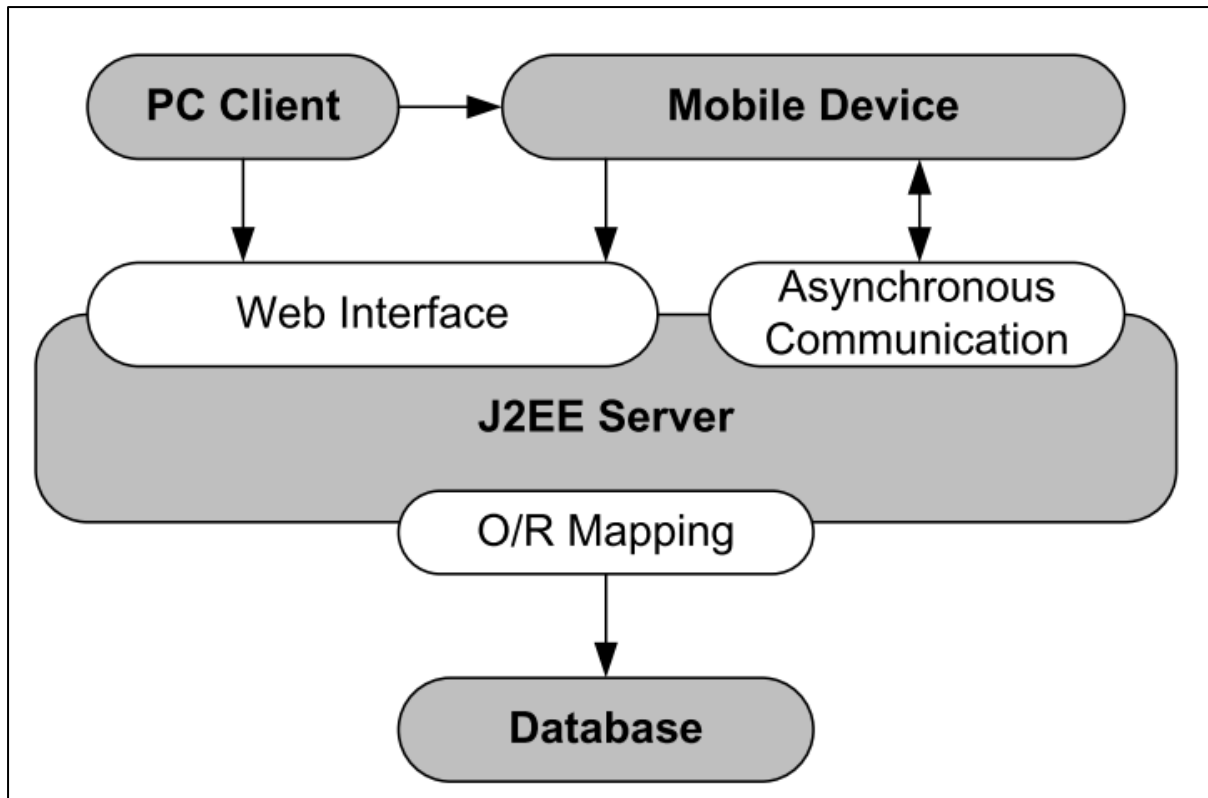 PC Client
Mobile Device
Web Interface
Asynchronous
Communication
J2EE Server
O/R Mapping
Database